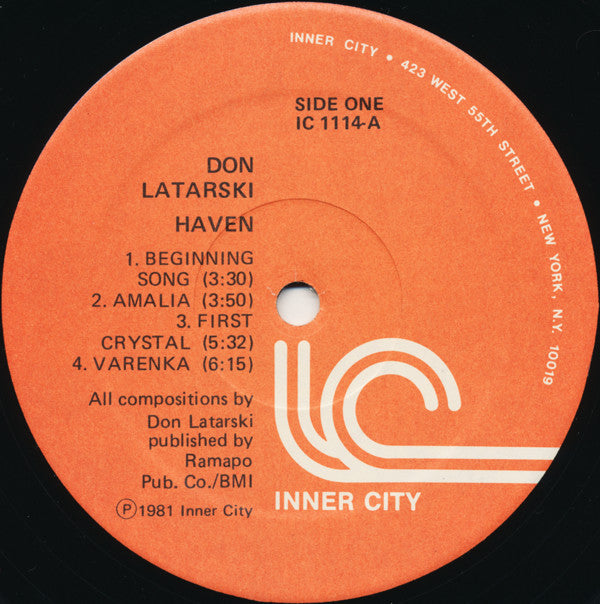 INNER CITY • 423 WEST 55TH STREET • NEW YORK, N.Y. 10019
SIDE ONE
IC 1114-A
DON
LATARSKI
HAVEN
1. BEGINNING
SONG (3:30)
2. AMALIA (3:50)
3. FIRST
CRYSTAL (5:32)
4. VARENKA (6:15)
All compositions by
Don Latarski
published by
Ramapo
Pub. Co./BMI
Ⓟ1981 Inner City
IC
INNER CITY